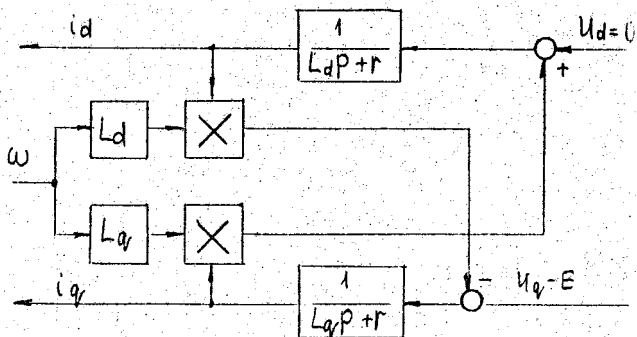 id
1
Ldp+r
Ud=0
+
Ld
×
ω
Lq
×
-
iq
1
Lqp+r
Uq-E